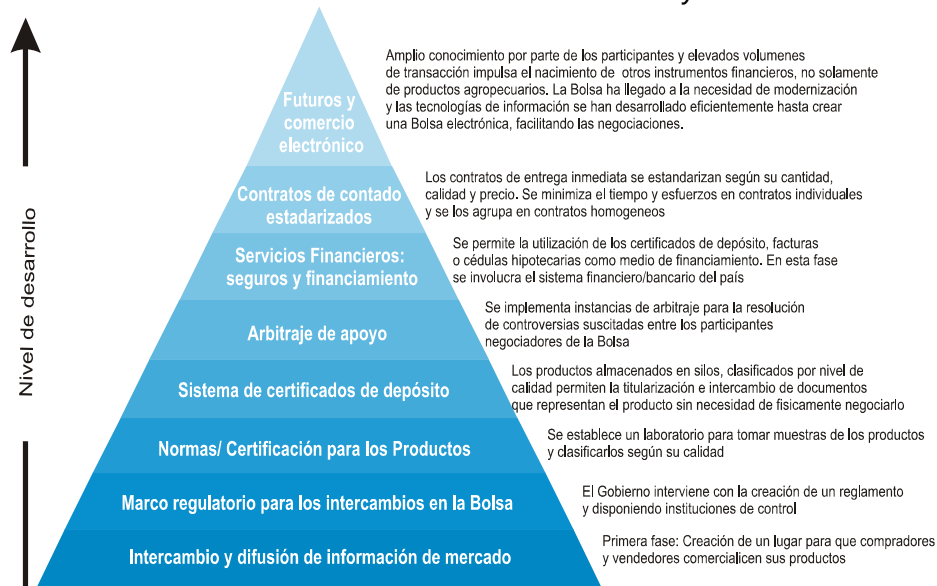 Amplio conocimiento por parte de los participantes y elevados volumenes
de transacción impulsa el nacimiento de otros instrumentos financieros, no solamente
de productos agropecuarios. La Bolsa ha llegado a la necesidad de modernización
y las tecnologías de información se han desarrollado eficientemente hasta crear
una Bolsa electrónica, facilitando las negociaciones.
Futuros y
comercio
electrónico
Los contratos de entrega inmediata se estandarizan según su cantidad,
calidad y precio. Se minimiza el tiempo y esfuerzos en contratos individuales
y se los agrupa en contratos homogeneos
Contratos de contado
estadarizados
Se permite la utilización de los certificados de depósito, facturas
o cédulas hipotecarias como medio de financiamiento. En esta fase
se involucra el sistema financiero/bancario del país
Servicios Financieros:
seguros y financiamiento
Se implementa instancias de arbitraje para la resolución
de controversias suscitadas entre los participantes
negociadores de la Bolsa
Arbitraje de apoyo
Los productos almacenados en silos, clasificados por nivel de
calidad permiten la titularización e intercambio de documentos
que representan el producto sin necesidad de fisicamente negociarlo
Sistema de certificados de depósito
Se establece un laboratorio para tomar muestras de los productos
y clasificarlos según su calidad
Normas/ Certificación para los Productos
El Gobierno interviene con la creación de un reglamento
y disponiendo instituciones de control
Marco regulatorio para los intercambios en la Bolsa
Primera fase: Creación de un lugar para que compradores
y vendedores comercialicen sus productos
Intercambio y difusión de información de mercado
Nivel de desarrollo